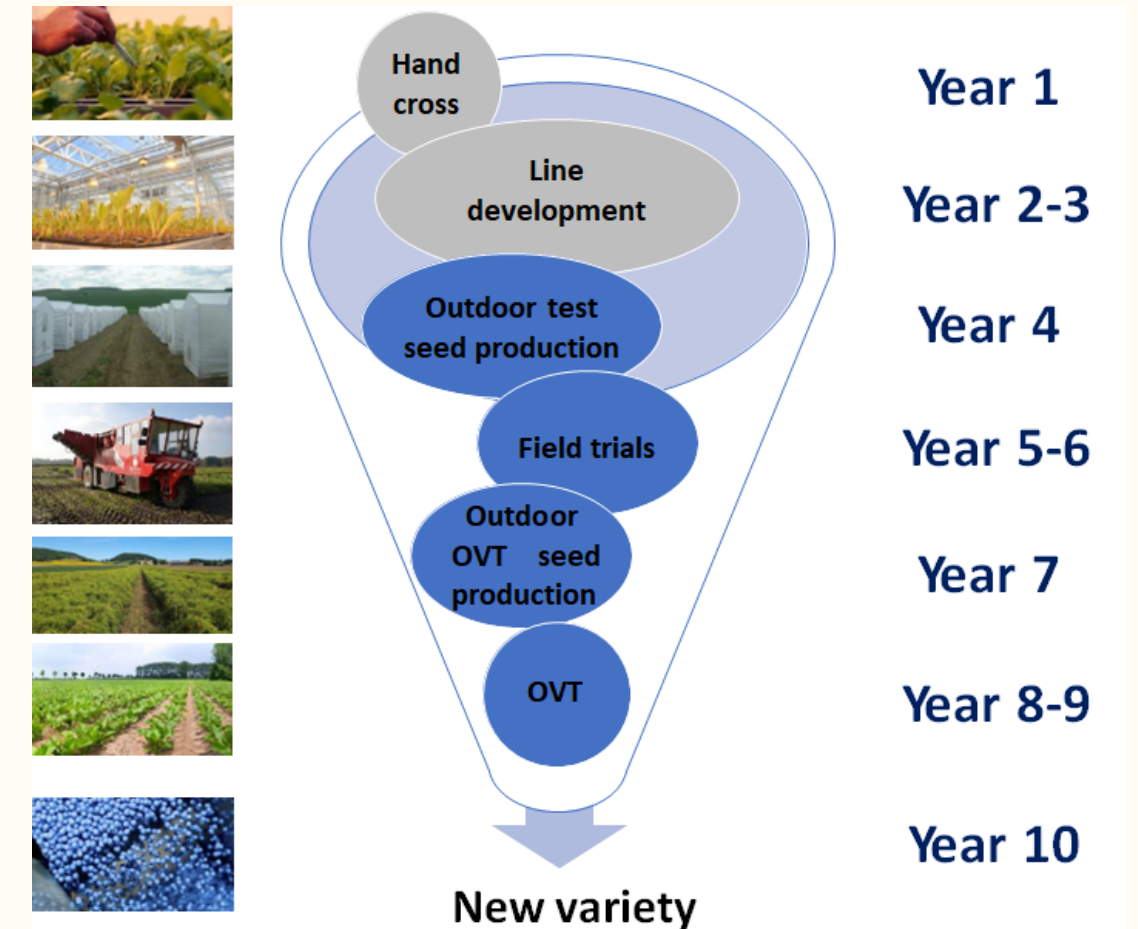 Hand
cross
Year 1
Line
development
Year 2-3
Outdoor test
seed production
Year 4
Field trials
Year 5-6
Outdoor
OVT seed
production
Year 7
OVT
Year 8-9
Year 10
New variety